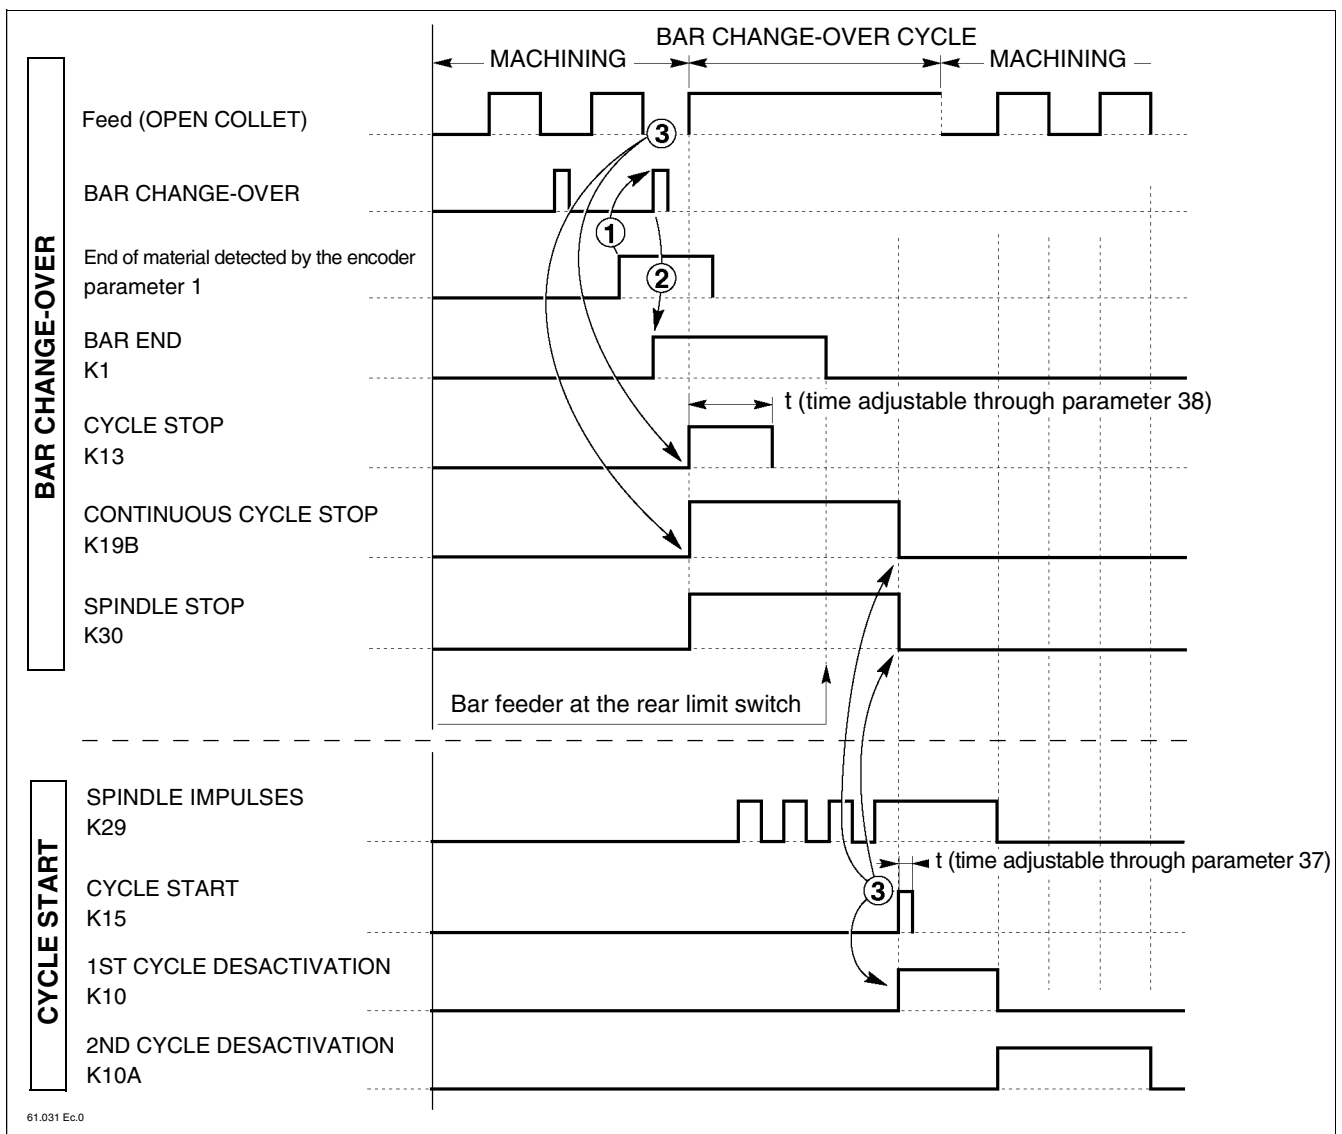 BAR CHANGE-OVER CYCLE
MACHINING
MACHINING
BAR CHANGE-OVER
Feed (OPEN COLLET)
3
BAR CHANGE-OVER
1
End of material detected by the encoder
parameter 1
2
BAR END
K1
t (time adjustable through parameter 38)
CYCLE STOP
K13
CONTINUOUS CYCLE STOP
K19B
SPINDLE STOP
K30
Bar feeder at the rear limit switch
CYCLE START
SPINDLE IMPULSES
K29
t (time adjustable through parameter 37)
CYCLE START
K15
3
1ST CYCLE DESACTIVATION
K10
2ND CYCLE DESACTIVATION
K10A
61.031 Ec.0